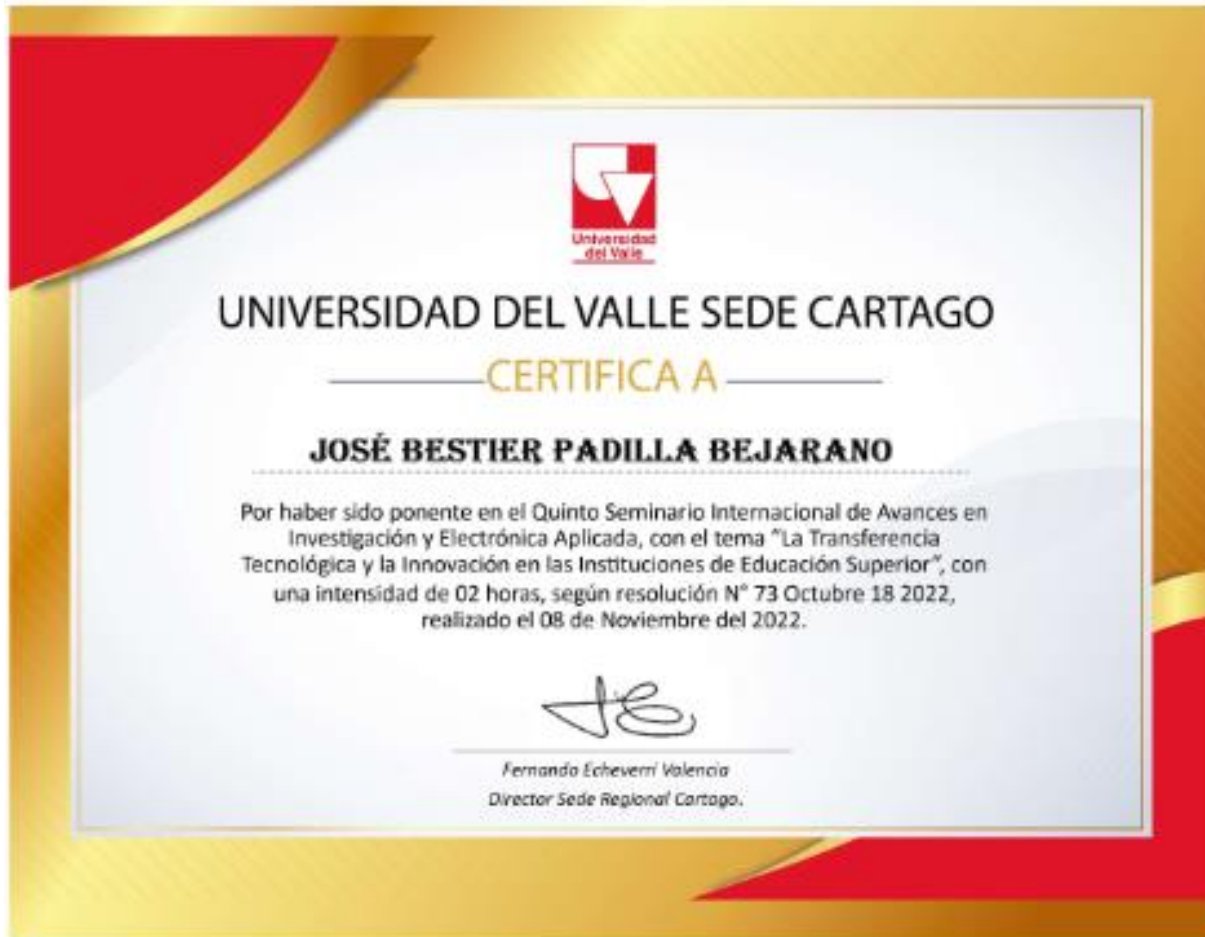 Universidad
del Valle
UNIVERSIDAD DEL VALLE SEDE CARTAGO
CERTIFICA A
JOSÉ BESTIER PADILLA BEJARANO
Por haber sido ponente en el Quinto Seminario Internacional de Avances en
Investigación y Electrónica Aplicada, con el tema "La Transferencia
Tecnológica y la Innovación en las Instituciones de Educación Superior", con
una intensidad de 02 horas, según resolución N° 73 Octubre 18 2022,
realizado el 08 de Noviembre del 2022.
Fernando Echeverri Valencia
Director Sede Regional Cartago.